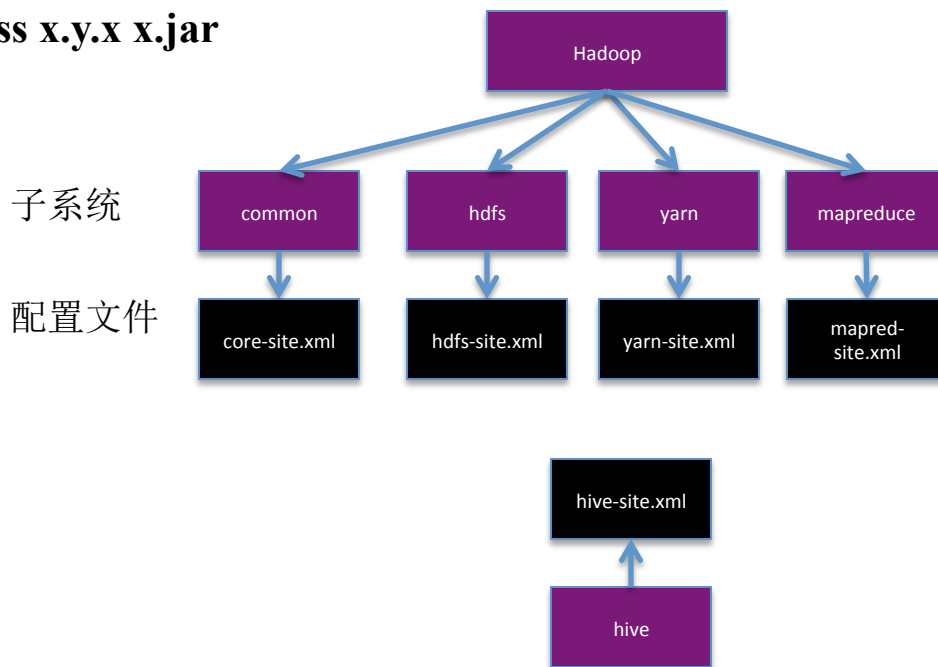 ss x.y.x x.jar
Hadoop
子系统
common
hdfs
yarn
mapreduce
配置文件
core-site.xml
hdfs-site.xml
yarn-site.xml
mapred-
site.xml
hive-site.xml
hive